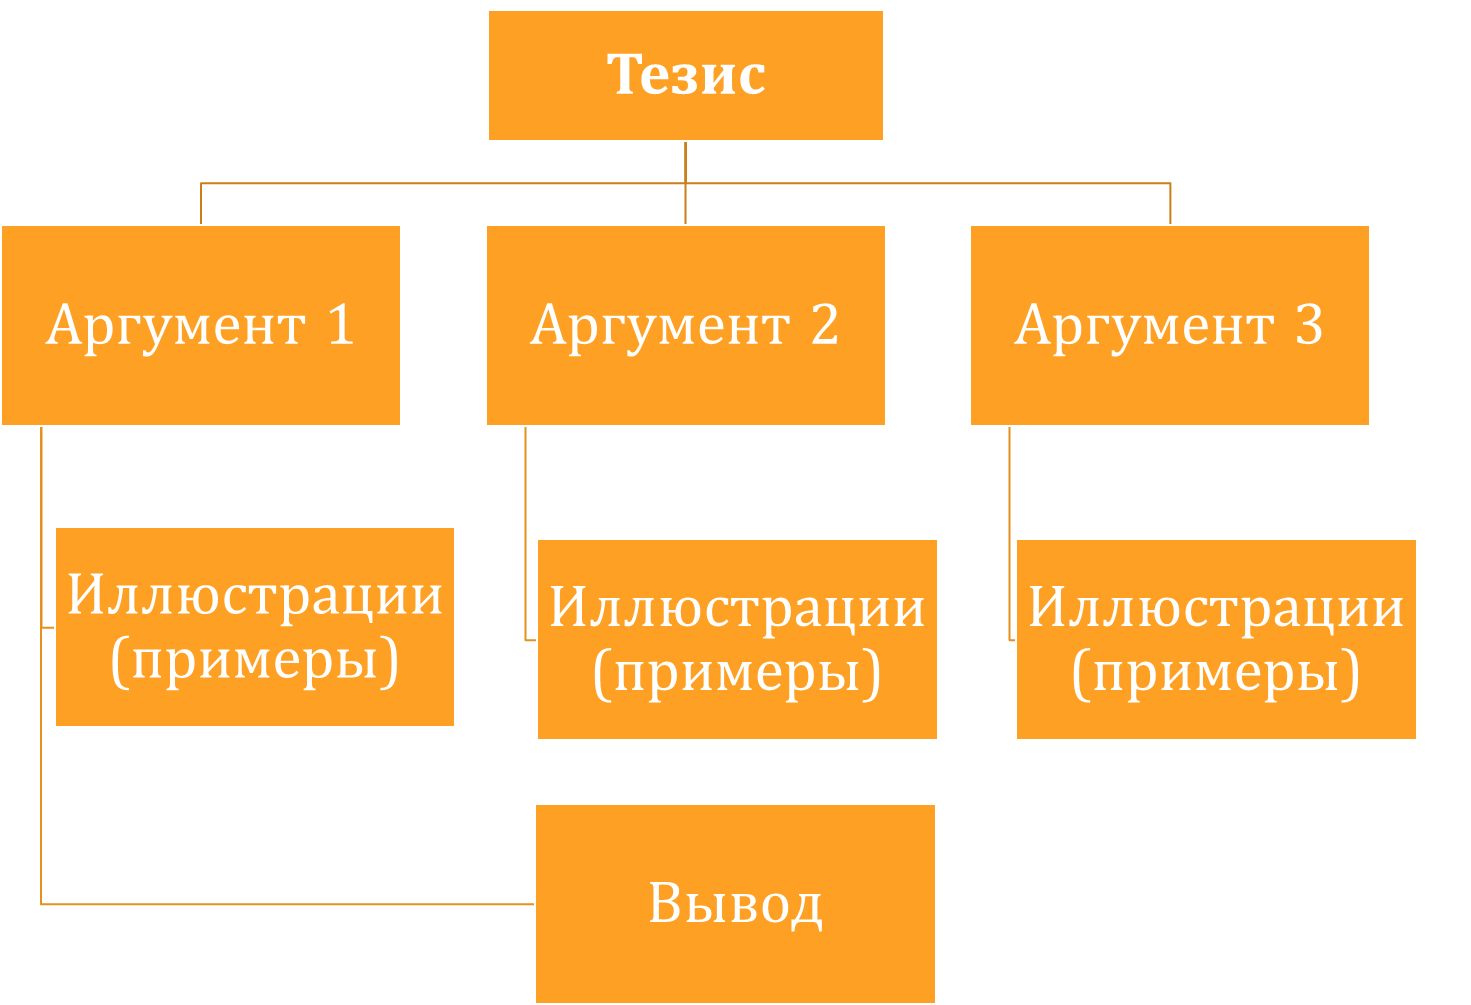 Тезис
Аргумент 1
Аргумент 2
Аргумент 3
Иллюстрации
(примеры)
Иллюстрации
(примеры)
Иллюстрации
(примеры)
Вывод